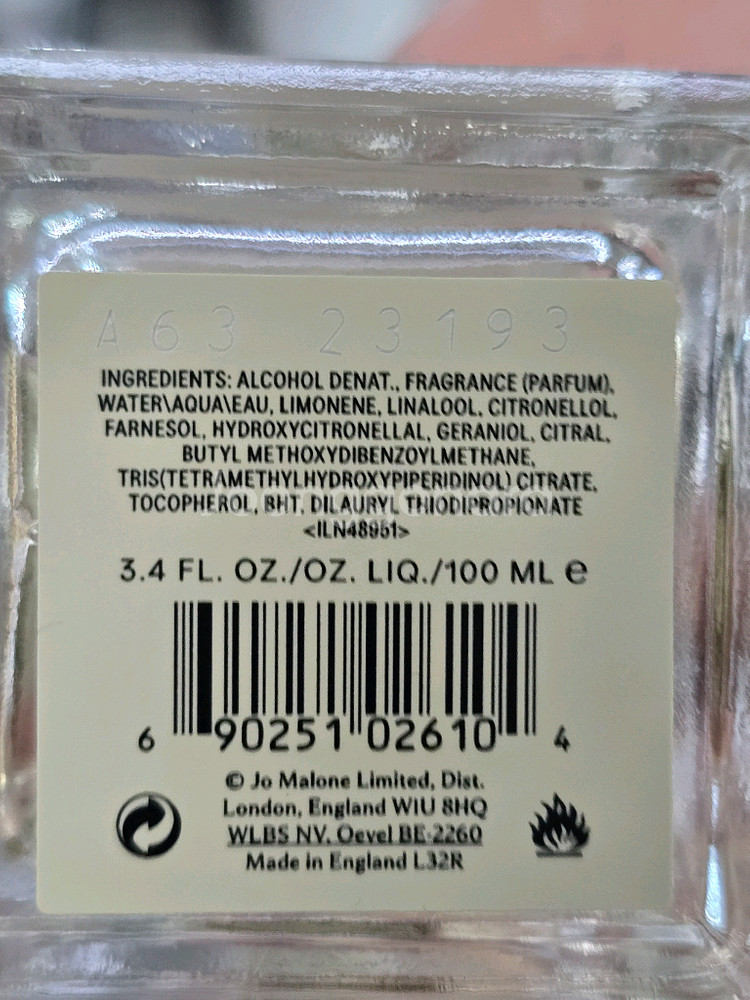 A63 23193
INGREDIENTS: ALCOHOL DENAT., FRAGRANCE (PARFUM),
WATER\AQUA\EAU, LIMONENE, LINALOOL, CITRONELLOL,
FARNESOL, HYDROXYCITRONELLAL, GERANIOL, CITRAL,
BUTYL METHOXYDIBENZOYLMETHANE,
TRIS(TETRAMETHYLHYDROXYPIPERIDINOL) CITRATE,
TOCOPHEROL, BHT, DILAURYL THIODIPROPIONATE
<ILN48951>
3.4 FL. OZ./OZ. LIQ./100 ML e
6 90251 02610 4
© Jo Malone Limited, Dist.
London, England W1U 8HQ
WLBS NV. Oevel BE-2260
Made in England L32R